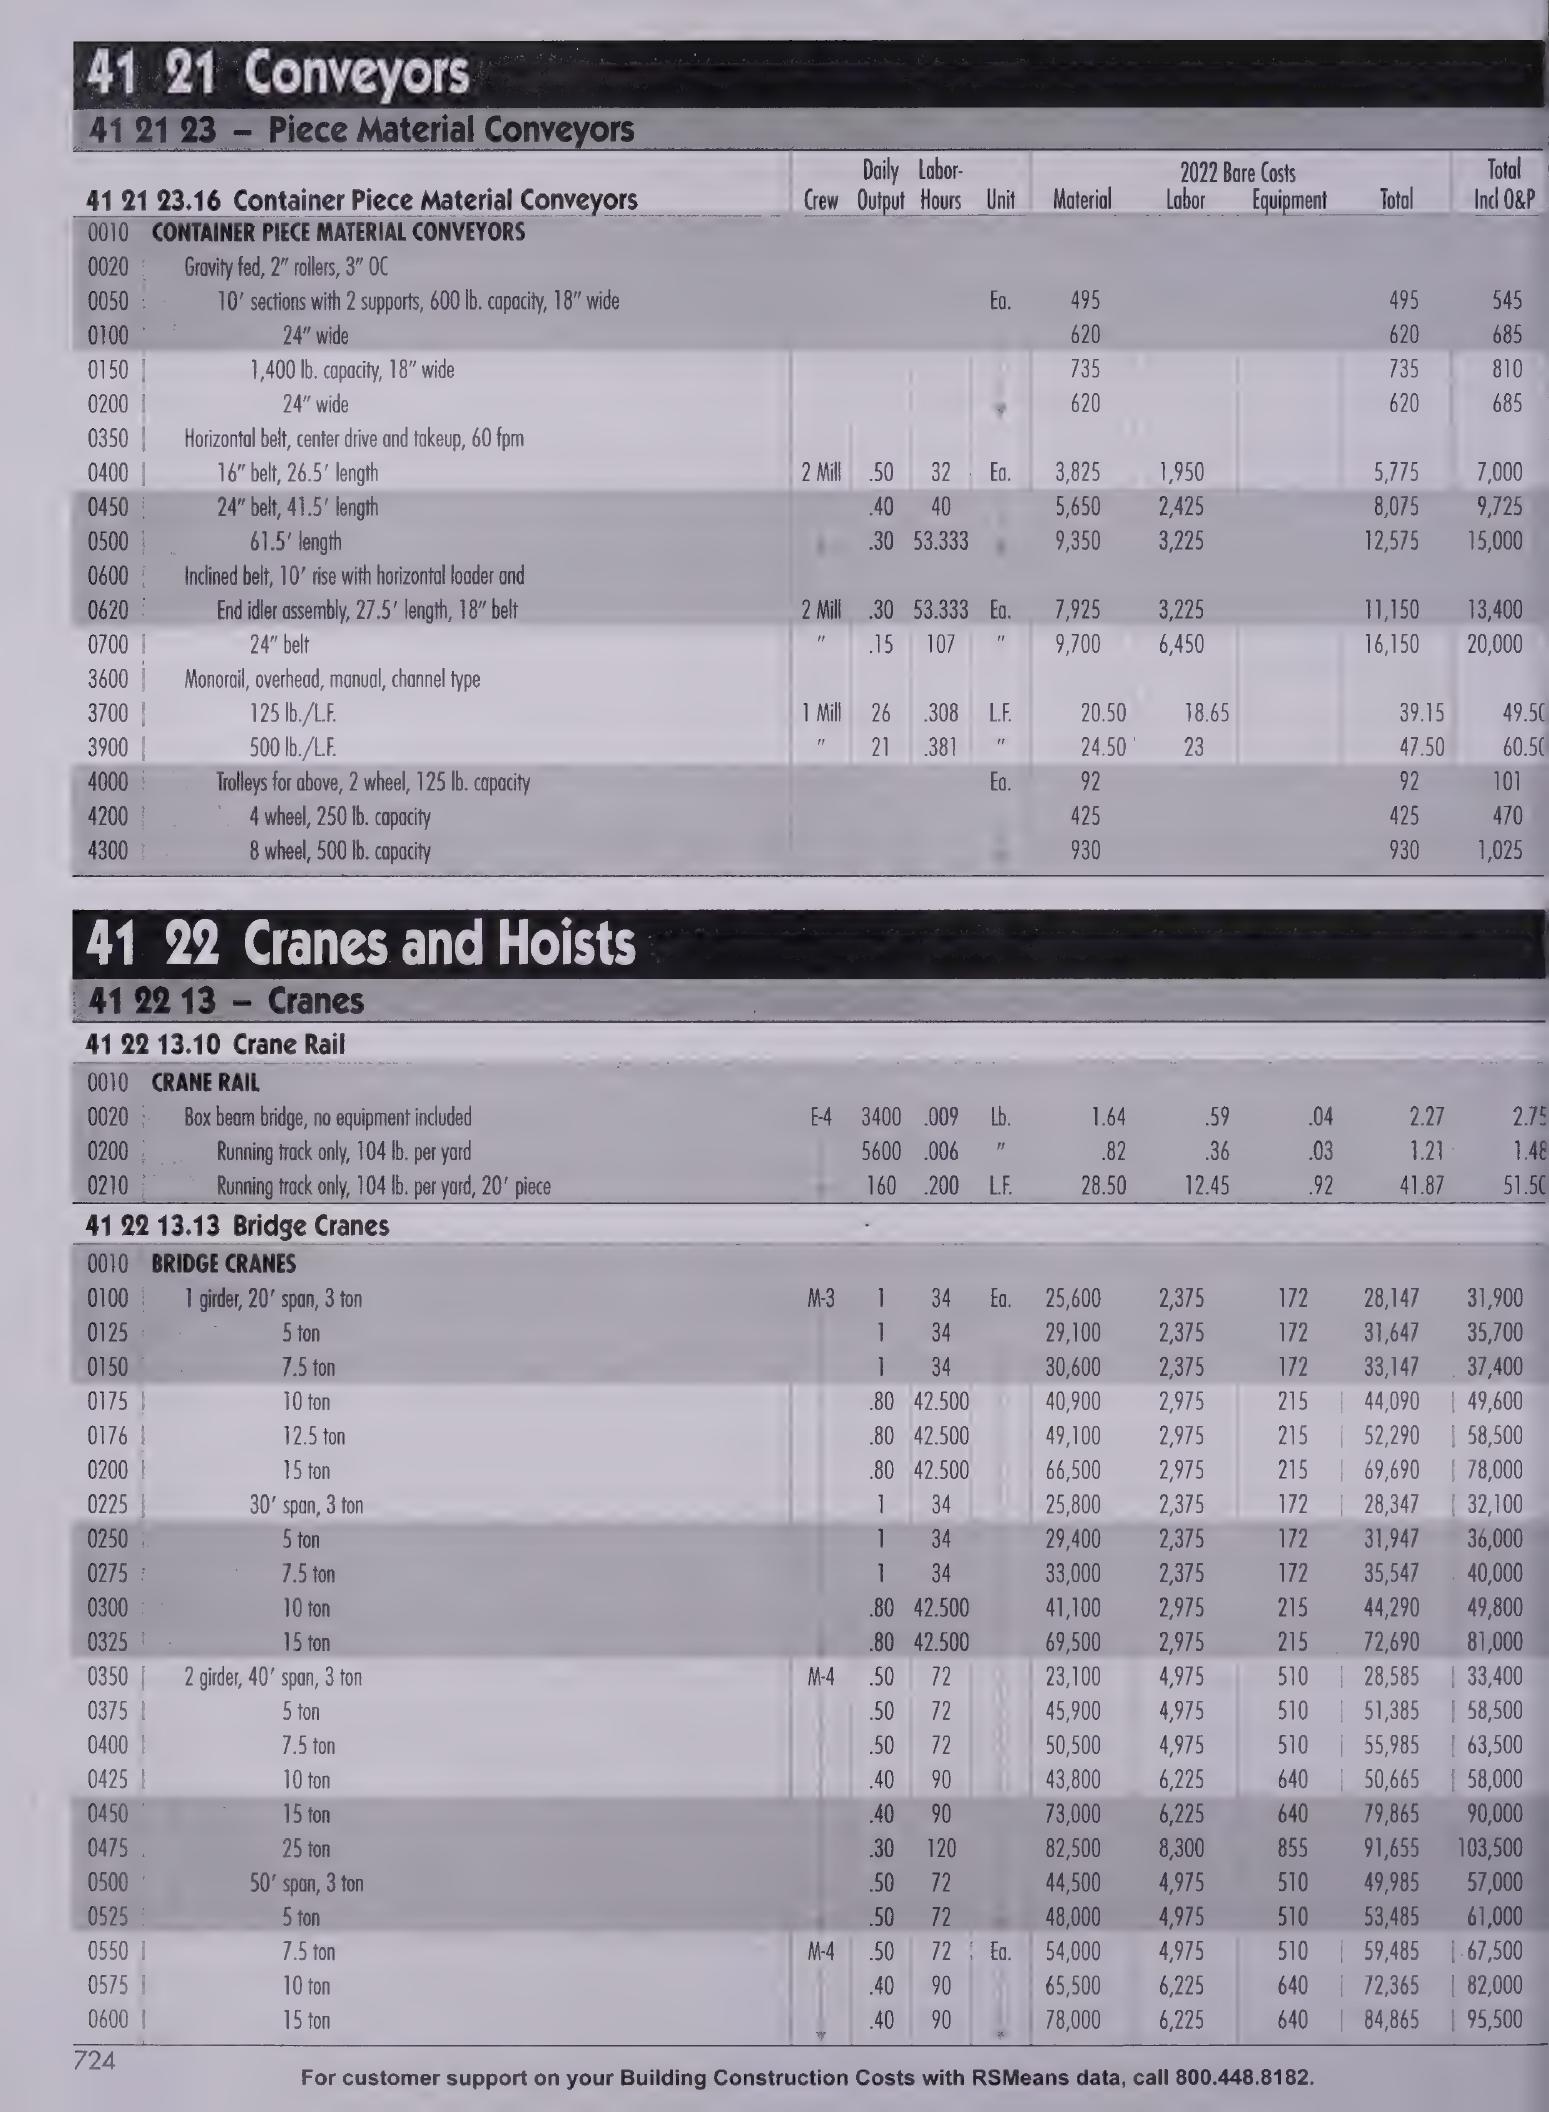 41 21 Conveyors
41 21 23 – Piece Material Conveyors
Daily Labor- 2022 Bare Costs Total
41 21 23.16 Container Piece Material Conveyors Crew Output Hours Unit Material Labor Equipment Total Incl O&P
0010 CONTAINER PIECE MATERIAL CONVEYORS
0020 Gravity fed, 2" rollers, 3" OC
0050 10' sections with 2 supports, 600 lb. capacity, 18" wide Ea. 495 495 545
0100 24" wide 620 620 685
0150 1,400 lb. capacity, 18" wide 735 735 810
0200 24" wide 620 620 685
0350 Horizontal belt, center drive and takeup, 60 fpm
0400 16" belt, 26.5' length 2 Mill .50 32 Ea. 3,825 1,950 5,775 7,000
0450 24" belt, 41.5' length .40 40 5,650 2,425 8,075 9,725
0500 61.5' length .30 53.333 9,350 3,225 12,575 15,000
0600 Inclined belt, 10' rise with horizontal loader and
0620 End idler assembly, 27.5' length, 18" belt 2 Mill .30 53.333 Ea. 7,925 3,225 11,150 13,400
0700 24" belt " .15 107 " 9,700 6,450 16,150 20,000
3600 Monorail, overhead, manual, channel type
3700 125 lb./L.F. 1 Mill 26 .308 L.F. 20.50 18.65 39.15 49.50
3900 500 lb./L.F. " 21 .381 " 24.50 23 47.50 60.50
4000 Trolleys for above, 2 wheel, 125 lb. capacity Ea. 92 92 101
4200 4 wheel, 250 lb. capacity 425 425 470
4300 8 wheel, 500 lb. capacity 930 930 1,025
41 22 Cranes and Hoists
41 22 13 – Cranes
41 22 13.10 Crane Rail
0010 CRANE RAIL
0020 Box beam bridge, no equipment included E-4 3400 .009 Lb. 1.64 .59 .04 2.27 2.75
0200 Running track only, 104 lb. per yard 5600 .006 " .82 .36 .03 1.21 1.48
0210 Running track only, 104 lb. per yard, 20' piece 160 .200 L.F. 28.50 12.45 .92 41.87 51.50
41 22 13.13 Bridge Cranes
0010 BRIDGE CRANES
0100 1 girder, 20' span, 3 ton M-3 1 34 Ea. 25,600 2,375 172 28,147 31,900
0125 5 ton 1 34 29,100 2,375 172 31,647 35,700
0150 7.5 ton 1 34 30,600 2,375 172 33,147 37,400
0175 10 ton .80 42.500 40,900 2,975 215 44,090 49,600
0176 12.5 ton .80 42.500 49,100 2,975 215 52,290 58,500
0200 15 ton .80 42.500 66,500 2,975 215 69,690 78,000
0225 30' span, 3 ton 1 34 25,800 2,375 172 28,347 32,100
0250 5 ton 1 34 29,400 2,375 172 31,947 36,000
0275 7.5 ton 1 34 33,000 2,375 172 35,547 40,000
0300 10 ton .80 42.500 41,100 2,975 215 44,290 49,800
0325 15 ton .80 42.500 69,500 2,975 215 72,690 81,000
0350 2 girder, 40' span, 3 ton M-4 .50 72 23,100 4,975 510 28,585 33,400
0375 5 ton .50 72 45,900 4,975 510 51,385 58,500
0400 7.5 ton .50 72 50,500 4,975 510 55,985 63,500
0425 10 ton .40 90 43,800 6,225 640 50,665 58,000
0450 15 ton .40 90 73,000 6,225 640 79,865 90,000
0475 25 ton .30 120 82,500 8,300 855 91,655 103,500
0500 50' span, 3 ton .50 72 44,500 4,975 510 49,985 57,000
0525 5 ton .50 72 48,000 4,975 510 53,485 61,000
0550 7.5 ton M-4 .50 72 Ea. 54,000 4,975 510 59,485 67,500
0575 10 ton .40 90 65,500 6,225 640 72,365 82,000
0600 15 ton .40 90 78,000 6,225 640 84,865 95,500
724
For customer support on your Building Construction Costs with RSMeans data, call 800.448.8182.